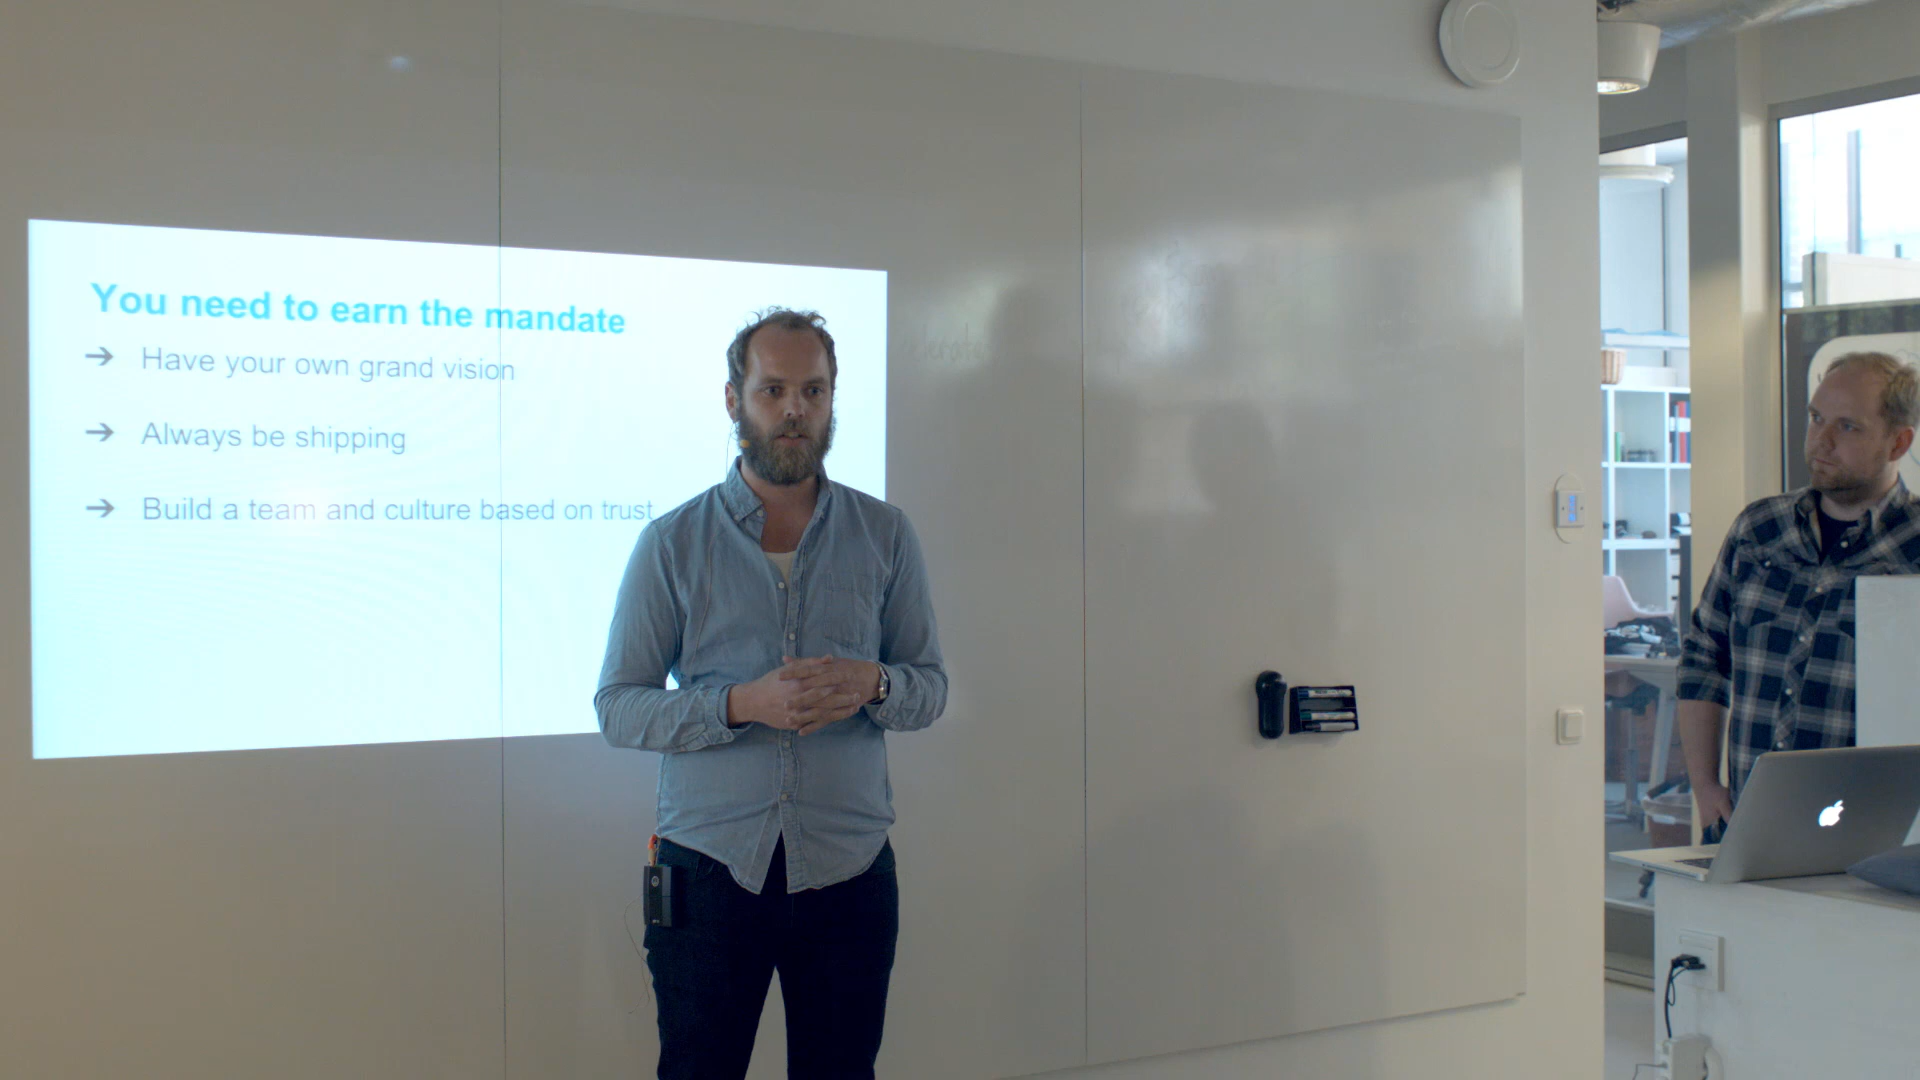 You need to earn the mandate
→ Have your own grand vision
→ Always be shipping
→ Build a team and culture based on trust